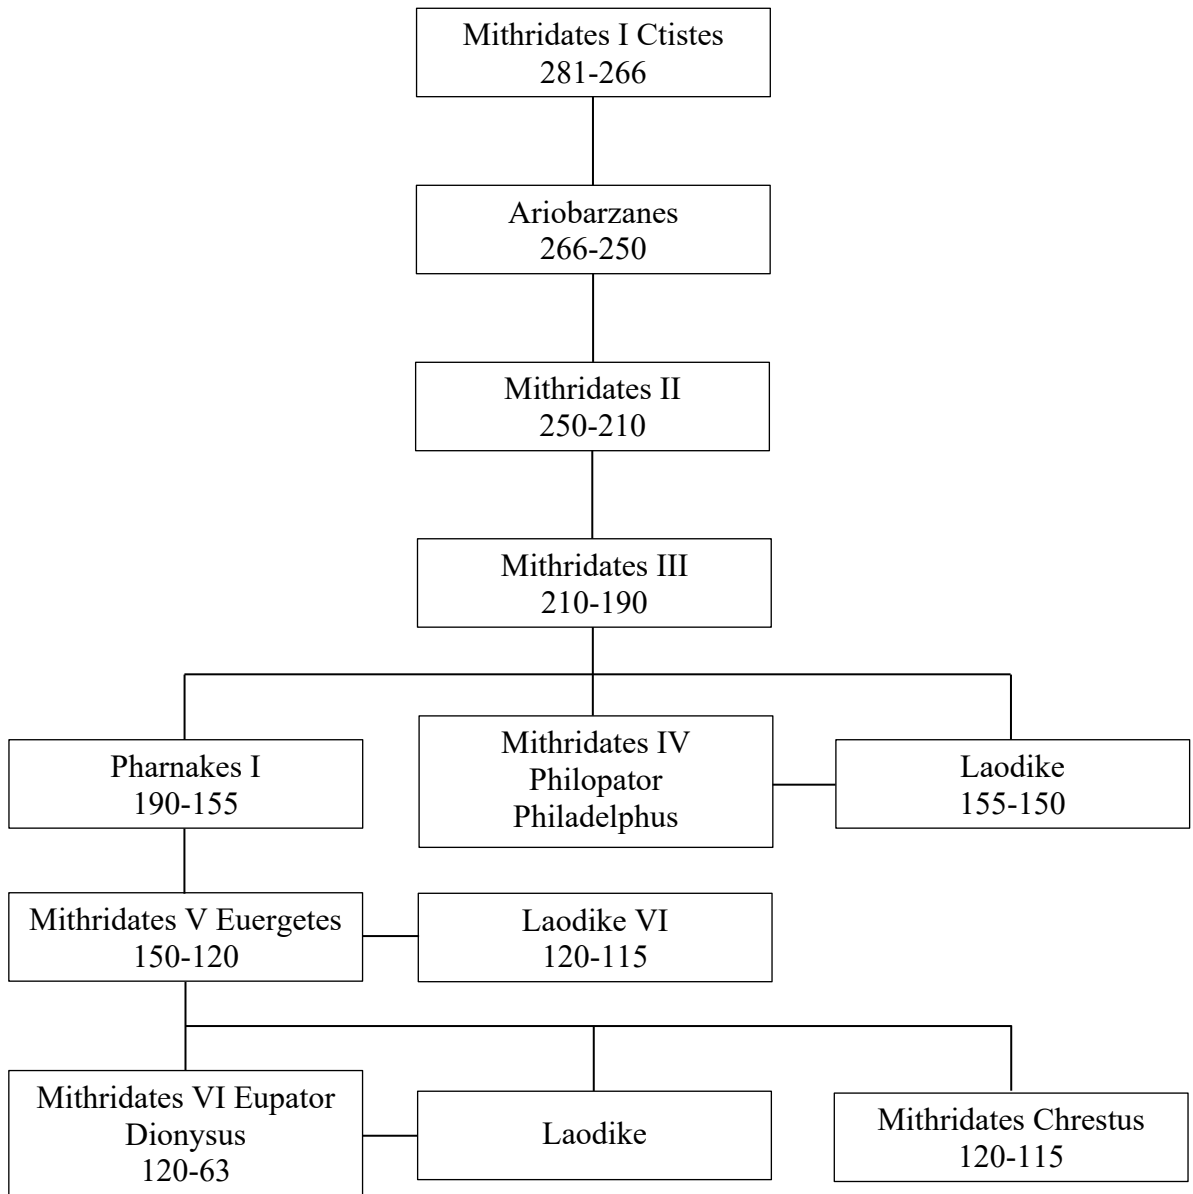 Mithridates I Ctistes
281-266
Ariobarzanes
266-250
Mithridates II
250-210
Mithridates III
210-190
Pharnakes I
190-155
Mithridates IV
Philopator
Philadelphus
Laodike
155-150
Mithridates V Euergetes
150-120
Laodike VI
120-115
Mithridates VI Eupator
Dionysus
120-63
Laodike
Mithridates Chrestus
120-115